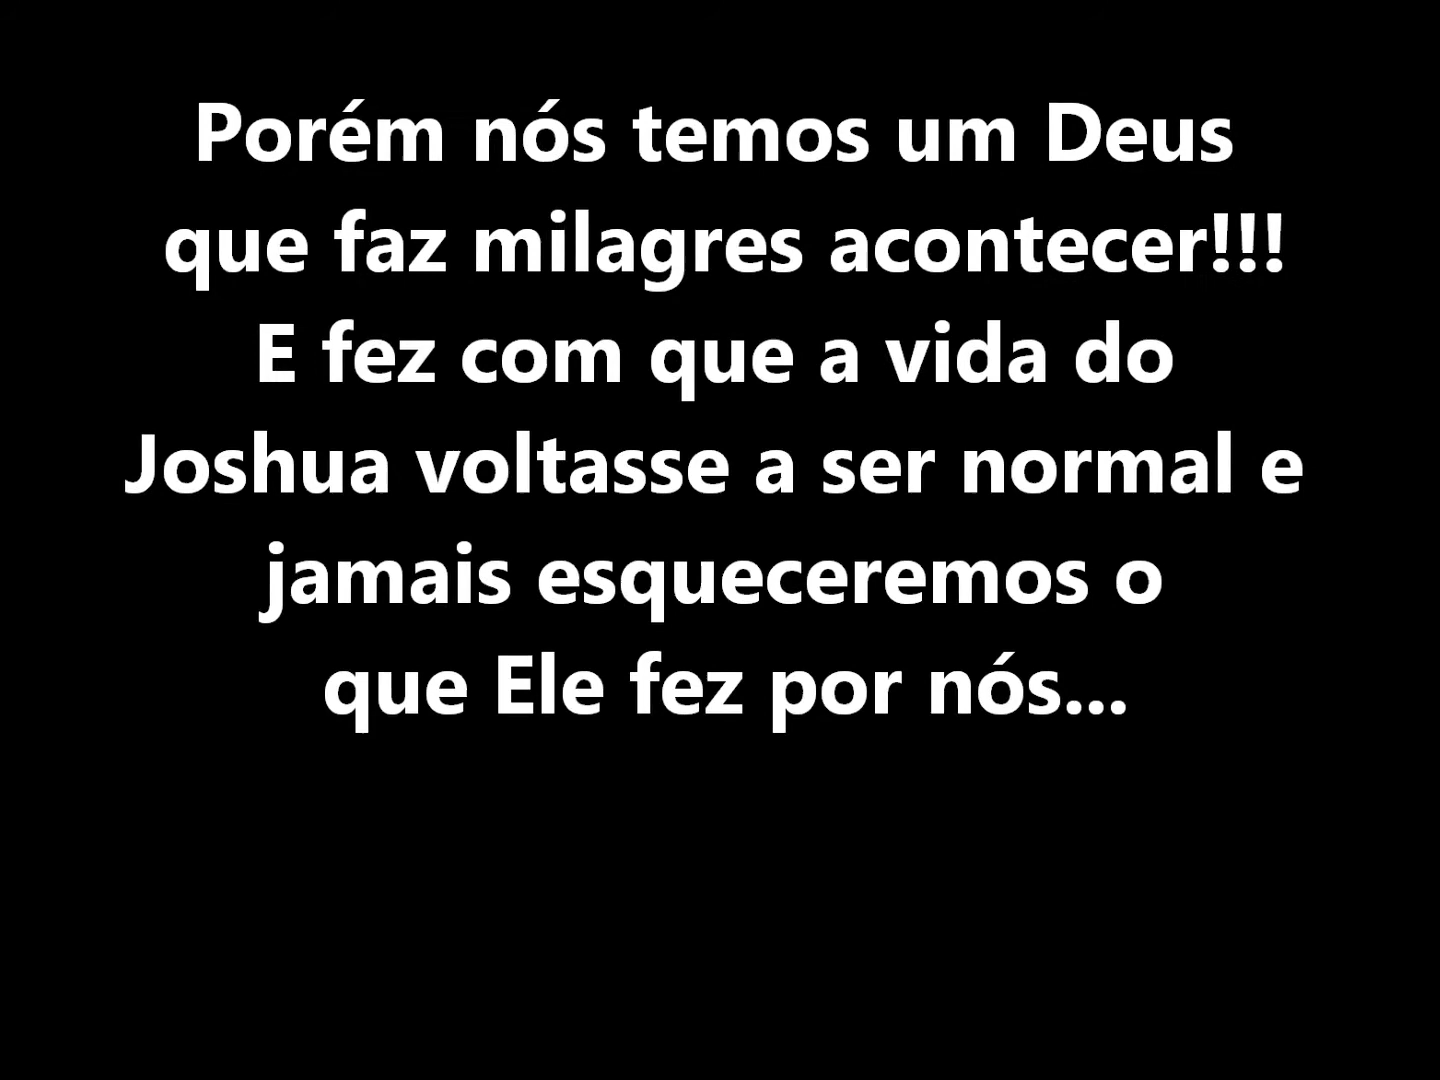 Porém nós temos um Deus
que faz milagres acontecer!!!
E fez com que a vida do
Joshua voltasse a ser normal e
jamais esqueceremos o
que Ele fez por nós...